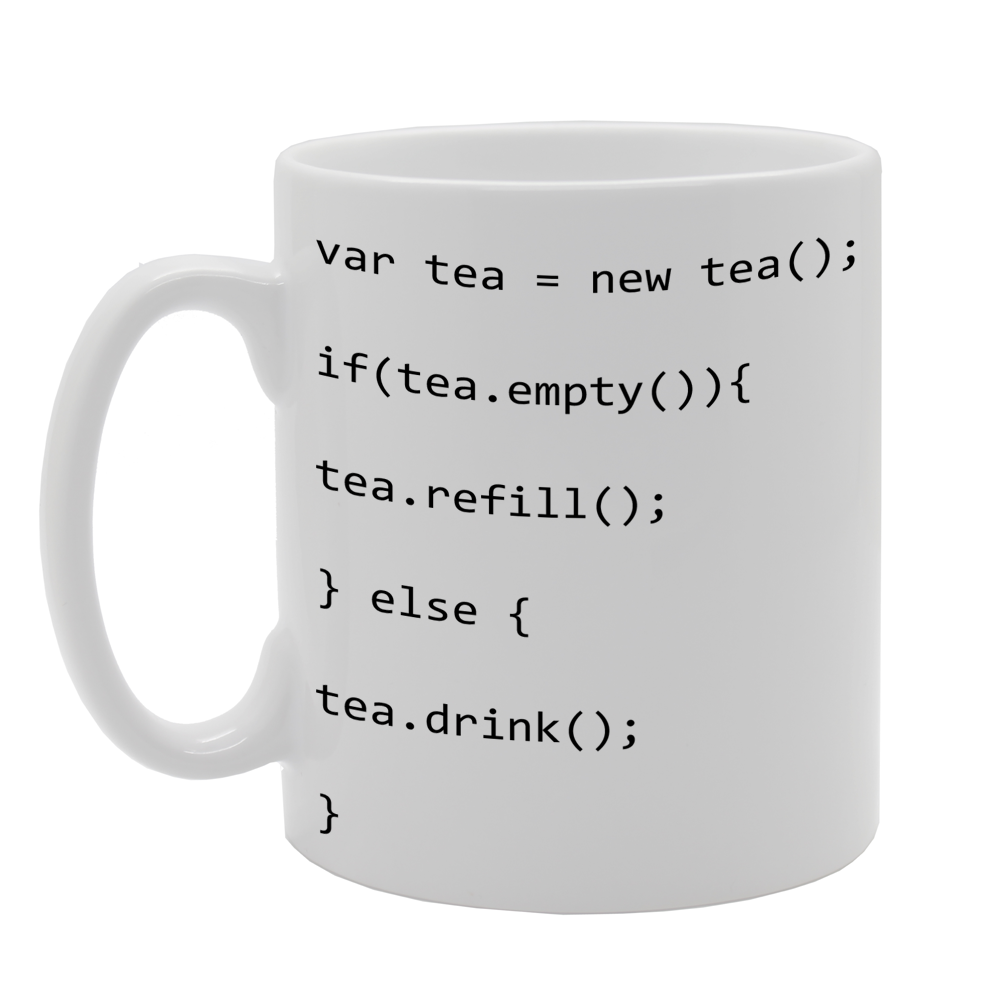 var tea = new tea();
if(tea.empty()){
tea.refill();
} else {
tea.drink();
}